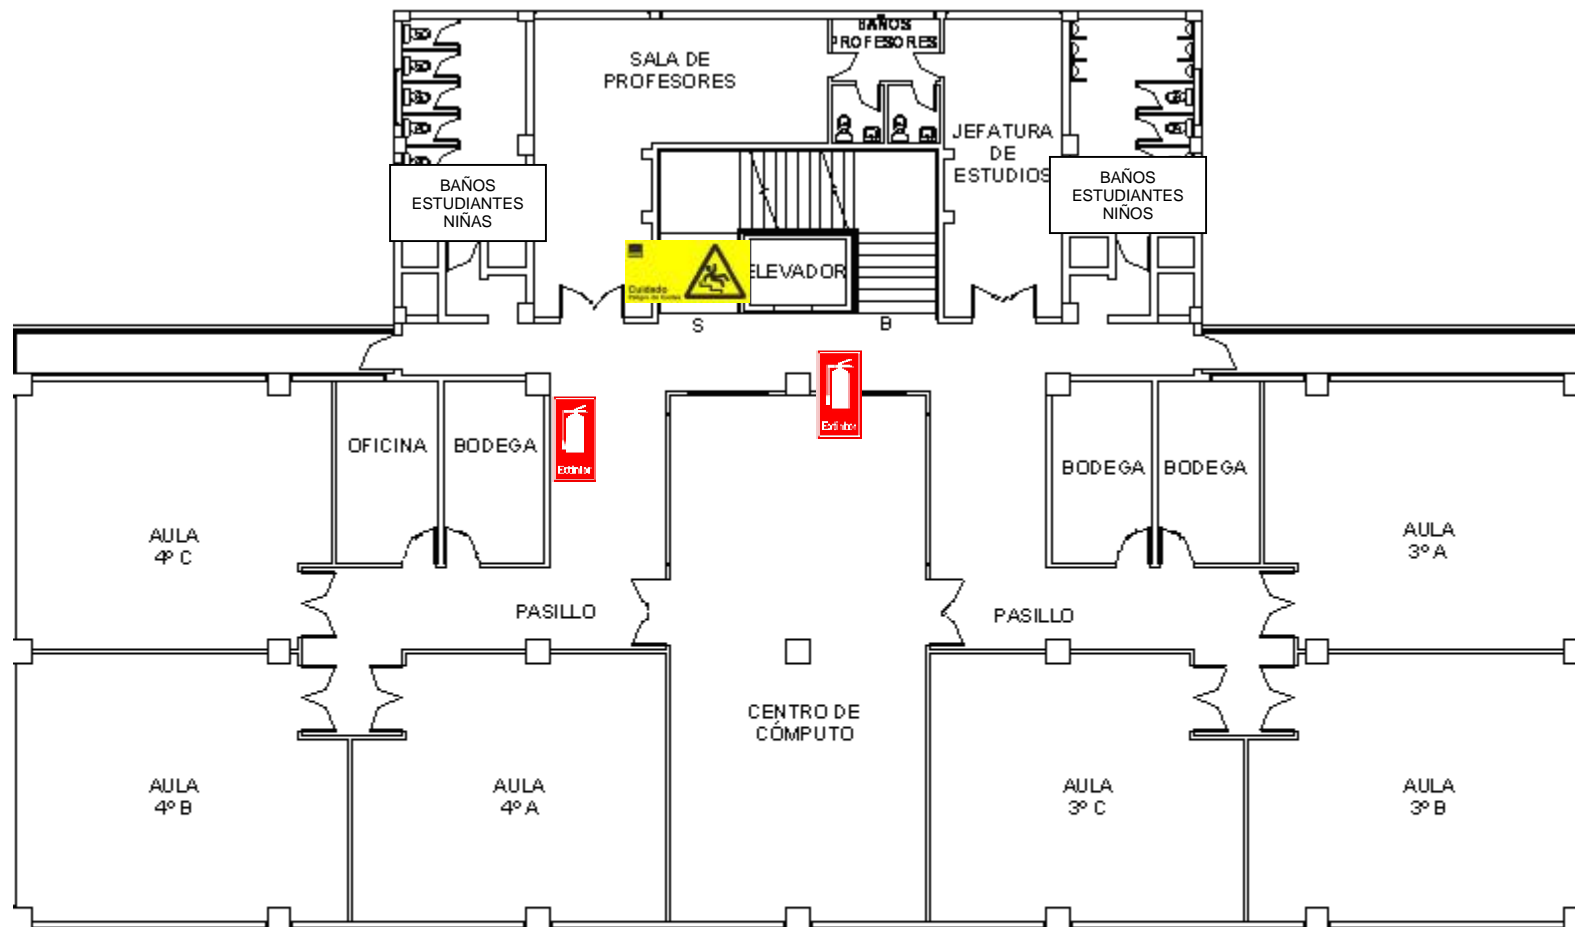 BAÑOS
PROFESORES
SALA DE
PROFESORES
JEFATURA
DE
ESTUDIOS
BAÑOS
ESTUDIANTES
NIÑAS
BAÑOS
ESTUDIANTES
NIÑOS
Cuidado
ELEVADOR
S
B
Extintor
Extintor
OFICINA
BODEGA
BODEGA
BODEGA
AULA
4º C
AULA
3º A
PASILLO
PASILLO
CENTRO DE
CÓMPUTO
AULA
4º B
AULA
4º A
AULA
3º C
AULA
3º B